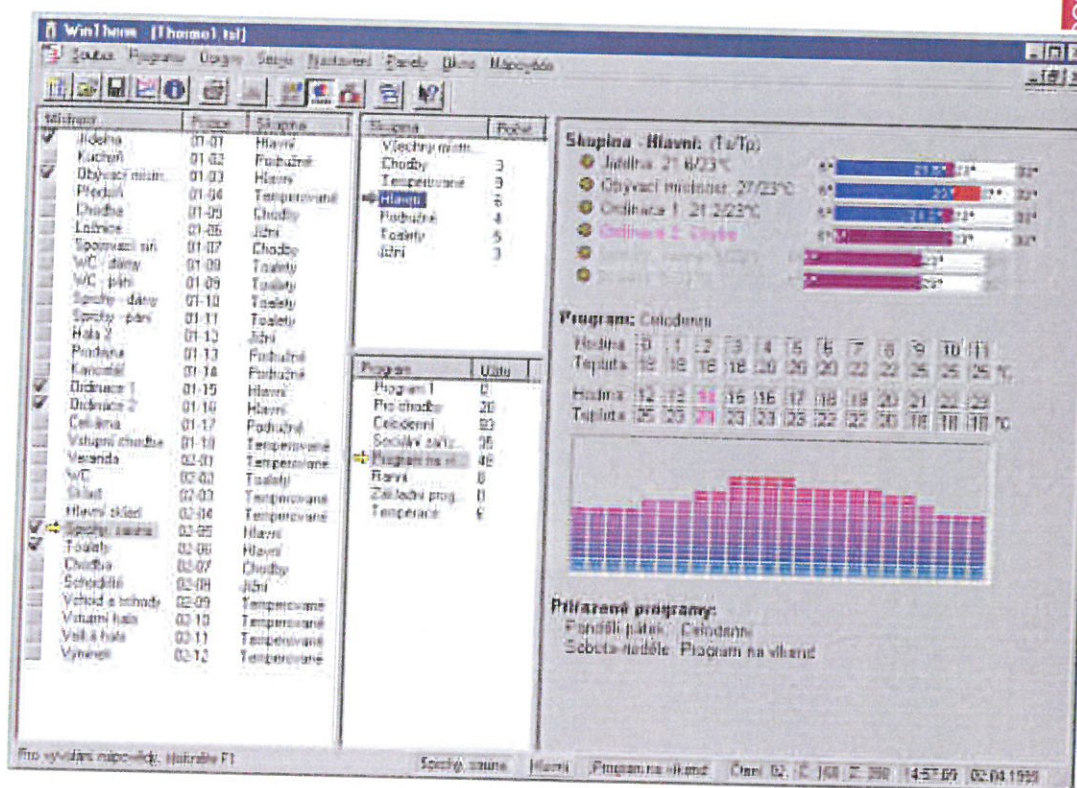 WinTherm - [Thermo1.tst]
Soubor Programy Úpravy Servis Nastavení Panely Okno Nápověda
Místnost Pozice Skupina
Jídelna 01-01 Hlavní
Kuchyň 01-02 Podružné
Obývací místn. 01-03 Hlavní
Předsíň 01-04 Temperované
Chodba 01-05 Chodby
Ložnice 01-06 Jižní
Spojovací 01-07 Chodby
WC - dámy 01-08 Toalety
WC - páni 01-09 Toalety
Sprchy - dámy 01-10 Toalety
Sprchy - páni 01-11 Toalety
Hala 2 01-12 Jižní
Prodejna 01-13 Podružné
Kancelář 01-14 Podružné
Ordinace 1 01-15 Hlavní
Ordinace 2 01-16 Hlavní
Čekárna 01-17 Podružné
Vstupní chodba 01-18 Temperované
Veranda 02-01 Temperované
WC 02-02 Toalety
Sklad 02-03 Temperované
Hlavní sklad 02-04 Temperované
Sprchy, sauna 02-05 Hlavní
Toalety 02-06 Hlavní
Chodba 02-07 Chodby
Schodiště 02-08 Jižní
Vchod a schody 02-09 Temperované
Vstupní hala 02-10 Temperované
Velká hala 02-11 Temperované
02-12 Temperované
Skupina Počet
Všechny místn.
Chodby 3
Temperované 9
Hlavní 6
Podružné 4
Toalety 5
Jižní 3
Program
Program 1 0
Pro chodby 20
Celodenní 93
Sociální zaříz.
Program na ví...
Ranní 0
Základní prog... 0
Temperace 6
Skupina - Hlavní: (Ts/Tp)
Jídelna 21.6/23°C
Obývací místnost 27/23°C
Ordinace 1 21.2/23°C
Ordinace 2 Chyba
Program: Celodenní
Hodina 0 1 2 3 4 5 6 7 8 9 10 11
Teplota 18 18 18 18 20 20 20 22 22 25 25 25 °C
Hodina 12 13 14 15 16 17 18 19 20 21 22 23
Teplota 25 23 23 23 23 23 22 22 20 18 18 18 °C
Přiřazené programy:
Pondělí-pátek: Celodenní
Sobota-neděle: Program na víkend
Pro vyvolání nápovědy, stiskněte F1
Sprchy, sauna Hlavní Program na víkend 14:57:09 02.04.1999